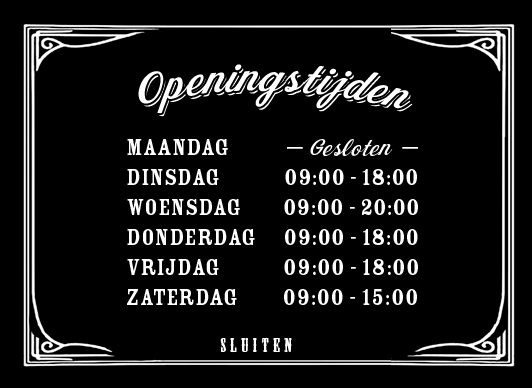 Openingstijden
MAANDAG — Gesloten —
DINSDAG 09:00 - 18:00
WOENSDAG 09:00 - 20:00
DONDERDAG 09:00 - 18:00
VRIJDAG 09:00 - 18:00
ZATERDAG 09:00 - 15:00
SLUITEN